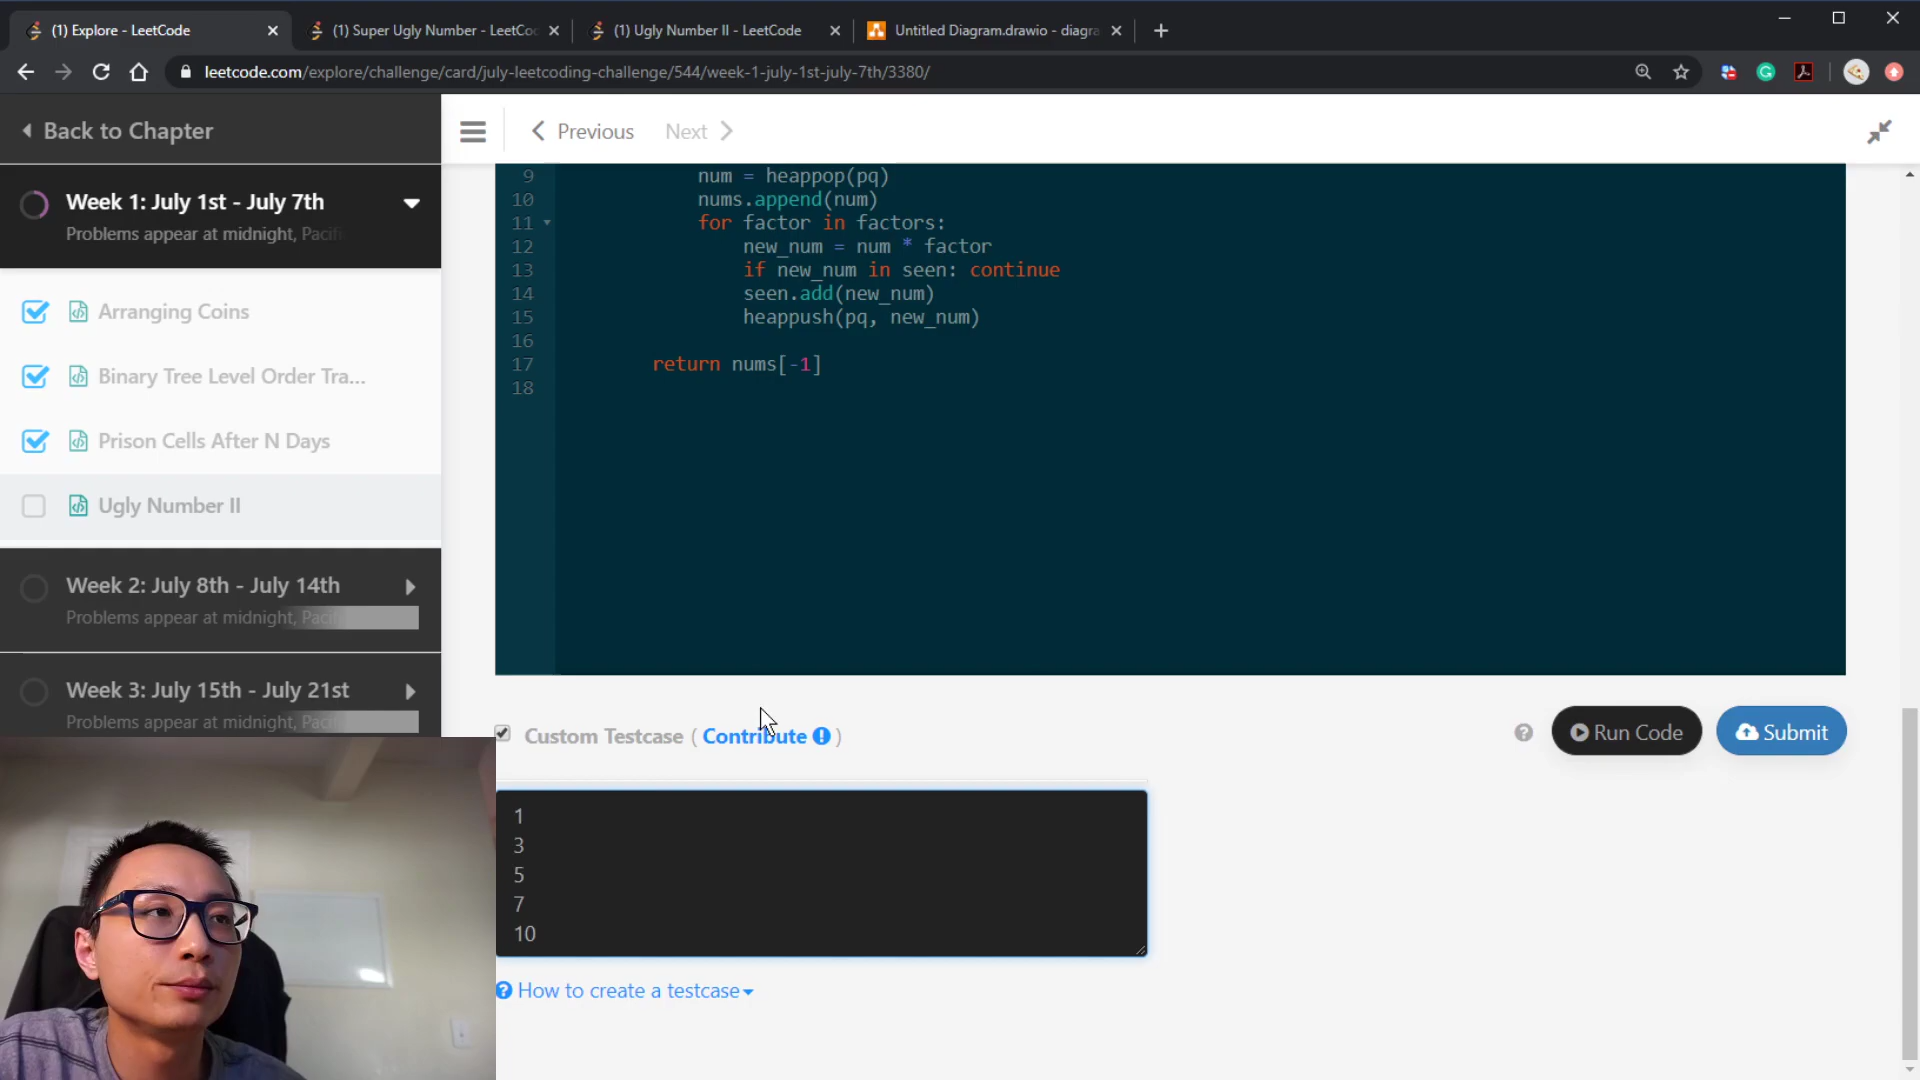 (1) Explore - LeetCode
(1) Super Ugly Number - LeetCo
(1) Ugly Number II - LeetCode
Untitled Diagram.drawio - diagra
leetcode.com/explore/challenge/card/july-leetcoding-challenge/544/week-1-july-1st-july-7th/3380/
Back to Chapter
Previous
Next
Week 1: July 1st - July 7th
Problems appear at midnight, Pacifi
Arranging Coins
Binary Tree Level Order Tra...
Prison Cells After N Days
Ugly Number II
Week 2: July 8th - July 14th
Problems appear at midnight, Pacif
Week 3: July 15th - July 21st
Problems appear at midnight, Pacif
9 num = heappop(pq)
10 nums.append(num)
11 for factor in factors:
12 new_num = num * factor
13 if new_num in seen: continue
14 seen.add(new_num)
15 heappush(pq, new_num)
16
17 return nums[-1]
18
Custom Testcase ( Contribute )
? Run Code Submit
1
3
5
7
10
? How to create a testcase